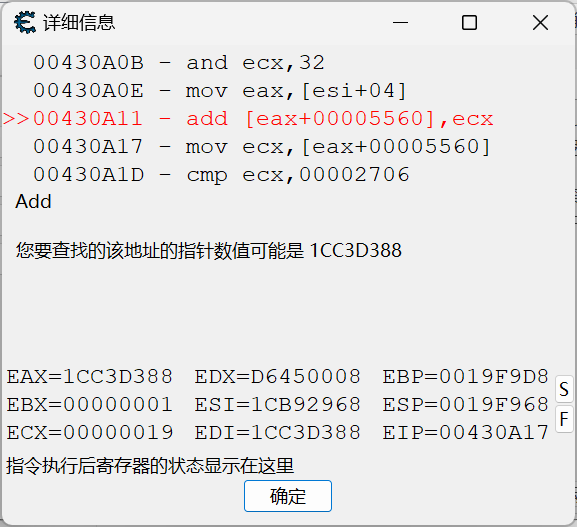 详细信息
00430A0B - and ecx,32
00430A0E - mov eax,[esi+04]
>>00430A11 - add [eax+00005560],ecx
00430A17 - mov ecx,[eax+00005560]
00430A1D - cmp ecx,00002706
Add
您要查找的该地址的指针数值可能是 1CC3D388
EAX=1CC3D388 EDX=D6450008 EBP=0019F9D8
EBX=00000001 ESI=1CB92968 ESP=0019F968
ECX=00000019 EDI=1CC3D388 EIP=00430A17
S
F
指令执行后寄存器的状态显示在这里
确定